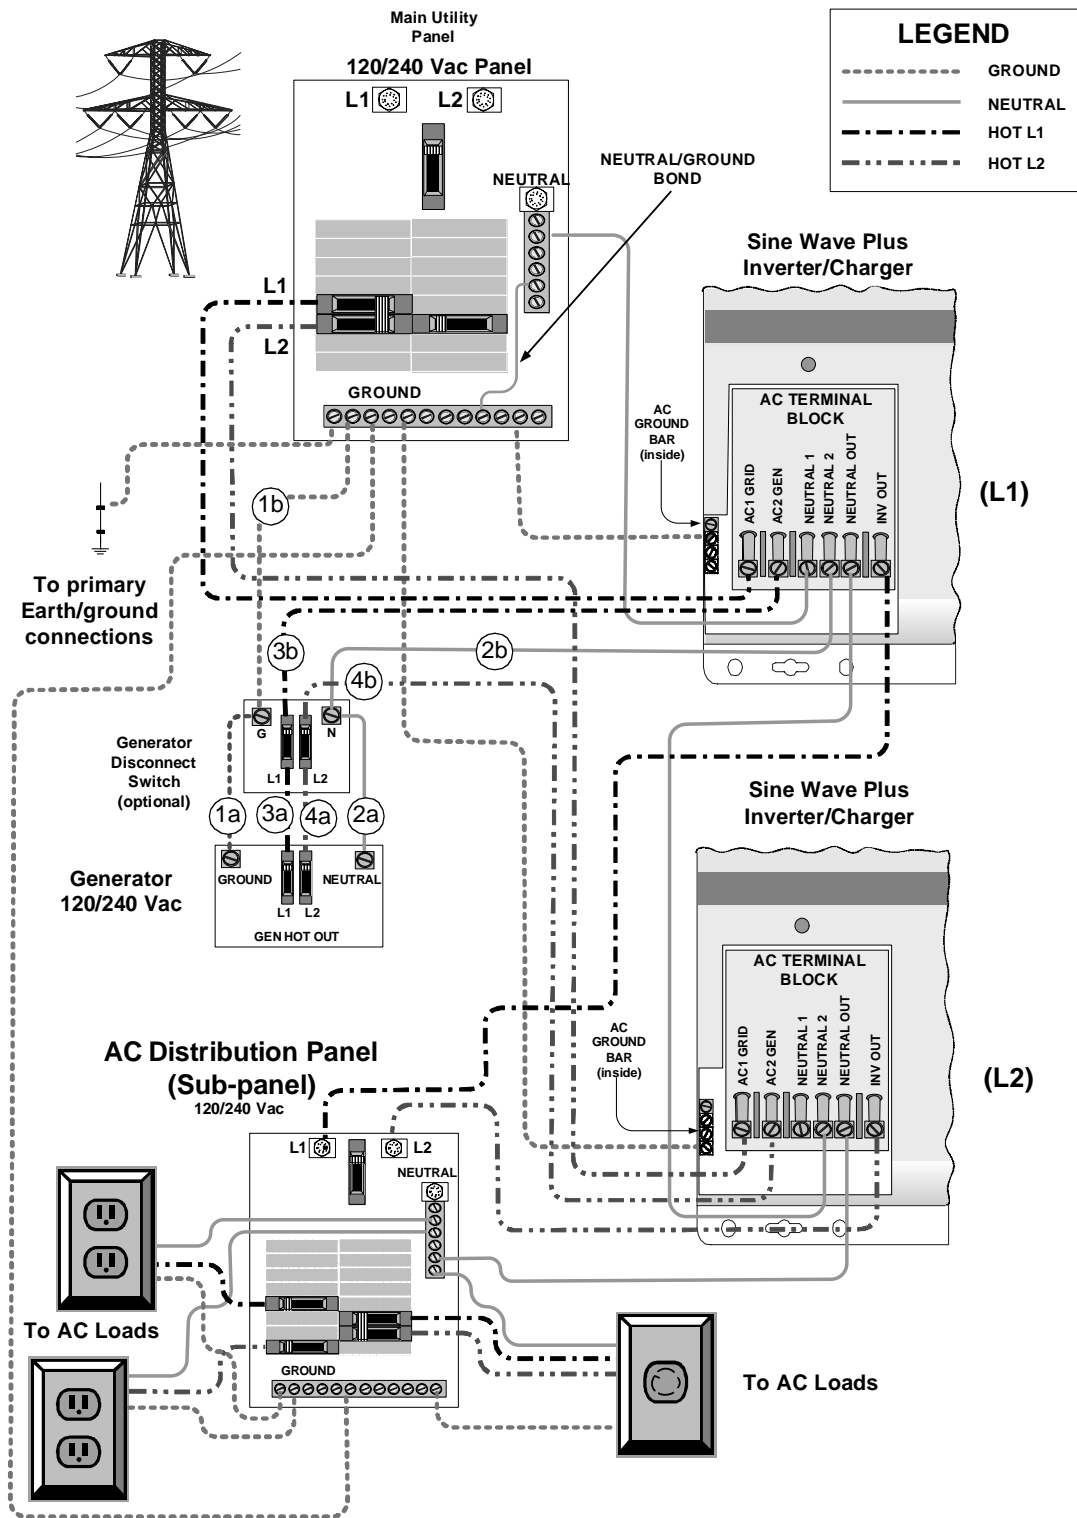 Main Utility
Panel
120/240 Vac Panel
L1
L2
LEGEND
GROUND
NEUTRAL
HOT L1
HOT L2
NEUTRAL/GROUND
BOND
NEUTRAL
L1
L2
GROUND
Sine Wave Plus
Inverter/Charger
AC TERMINAL
BLOCK
AC
GROUND
BAR
(inside)
AC1 GRID
AC2 GEN
NEUTRAL 1
NEUTRAL 2
NEUTRAL OUT
INV OUT
(L1)
1b
To primary
Earth/ground
connections
3b
2b
4b
G
N
L1
L2
Generator
Disconnect
Switch
(optional)
1a
3a
4a
2a
Generator
120/240 Vac
GROUND
NEUTRAL
L1
L2
GEN HOT OUT
Sine Wave Plus
Inverter/Charger
AC TERMINAL
BLOCK
AC
GROUND
BAR
(inside)
AC1 GRID
AC2 GEN
NEUTRAL 1
NEUTRAL 2
NEUTRAL OUT
INV OUT
(L2)
AC Distribution Panel
(Sub-panel)
120/240 Vac
L1
L2
NEUTRAL
GROUND
To AC Loads
To AC Loads